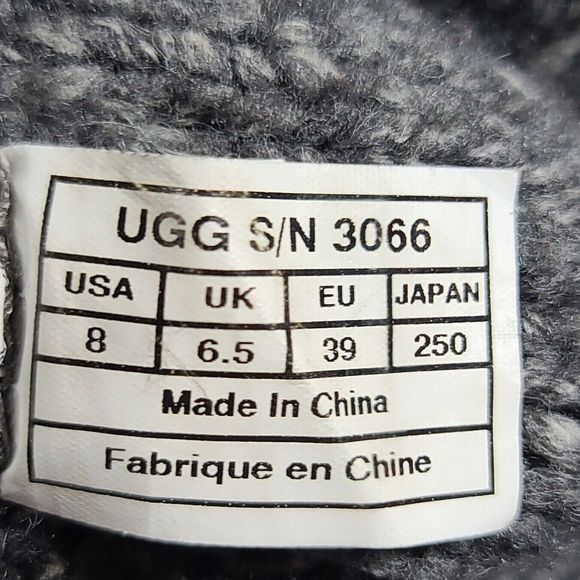 UGG S/N 3066
USA UK EU JAPAN
8 6.5 39 250
Made In China
Fabrique en Chine